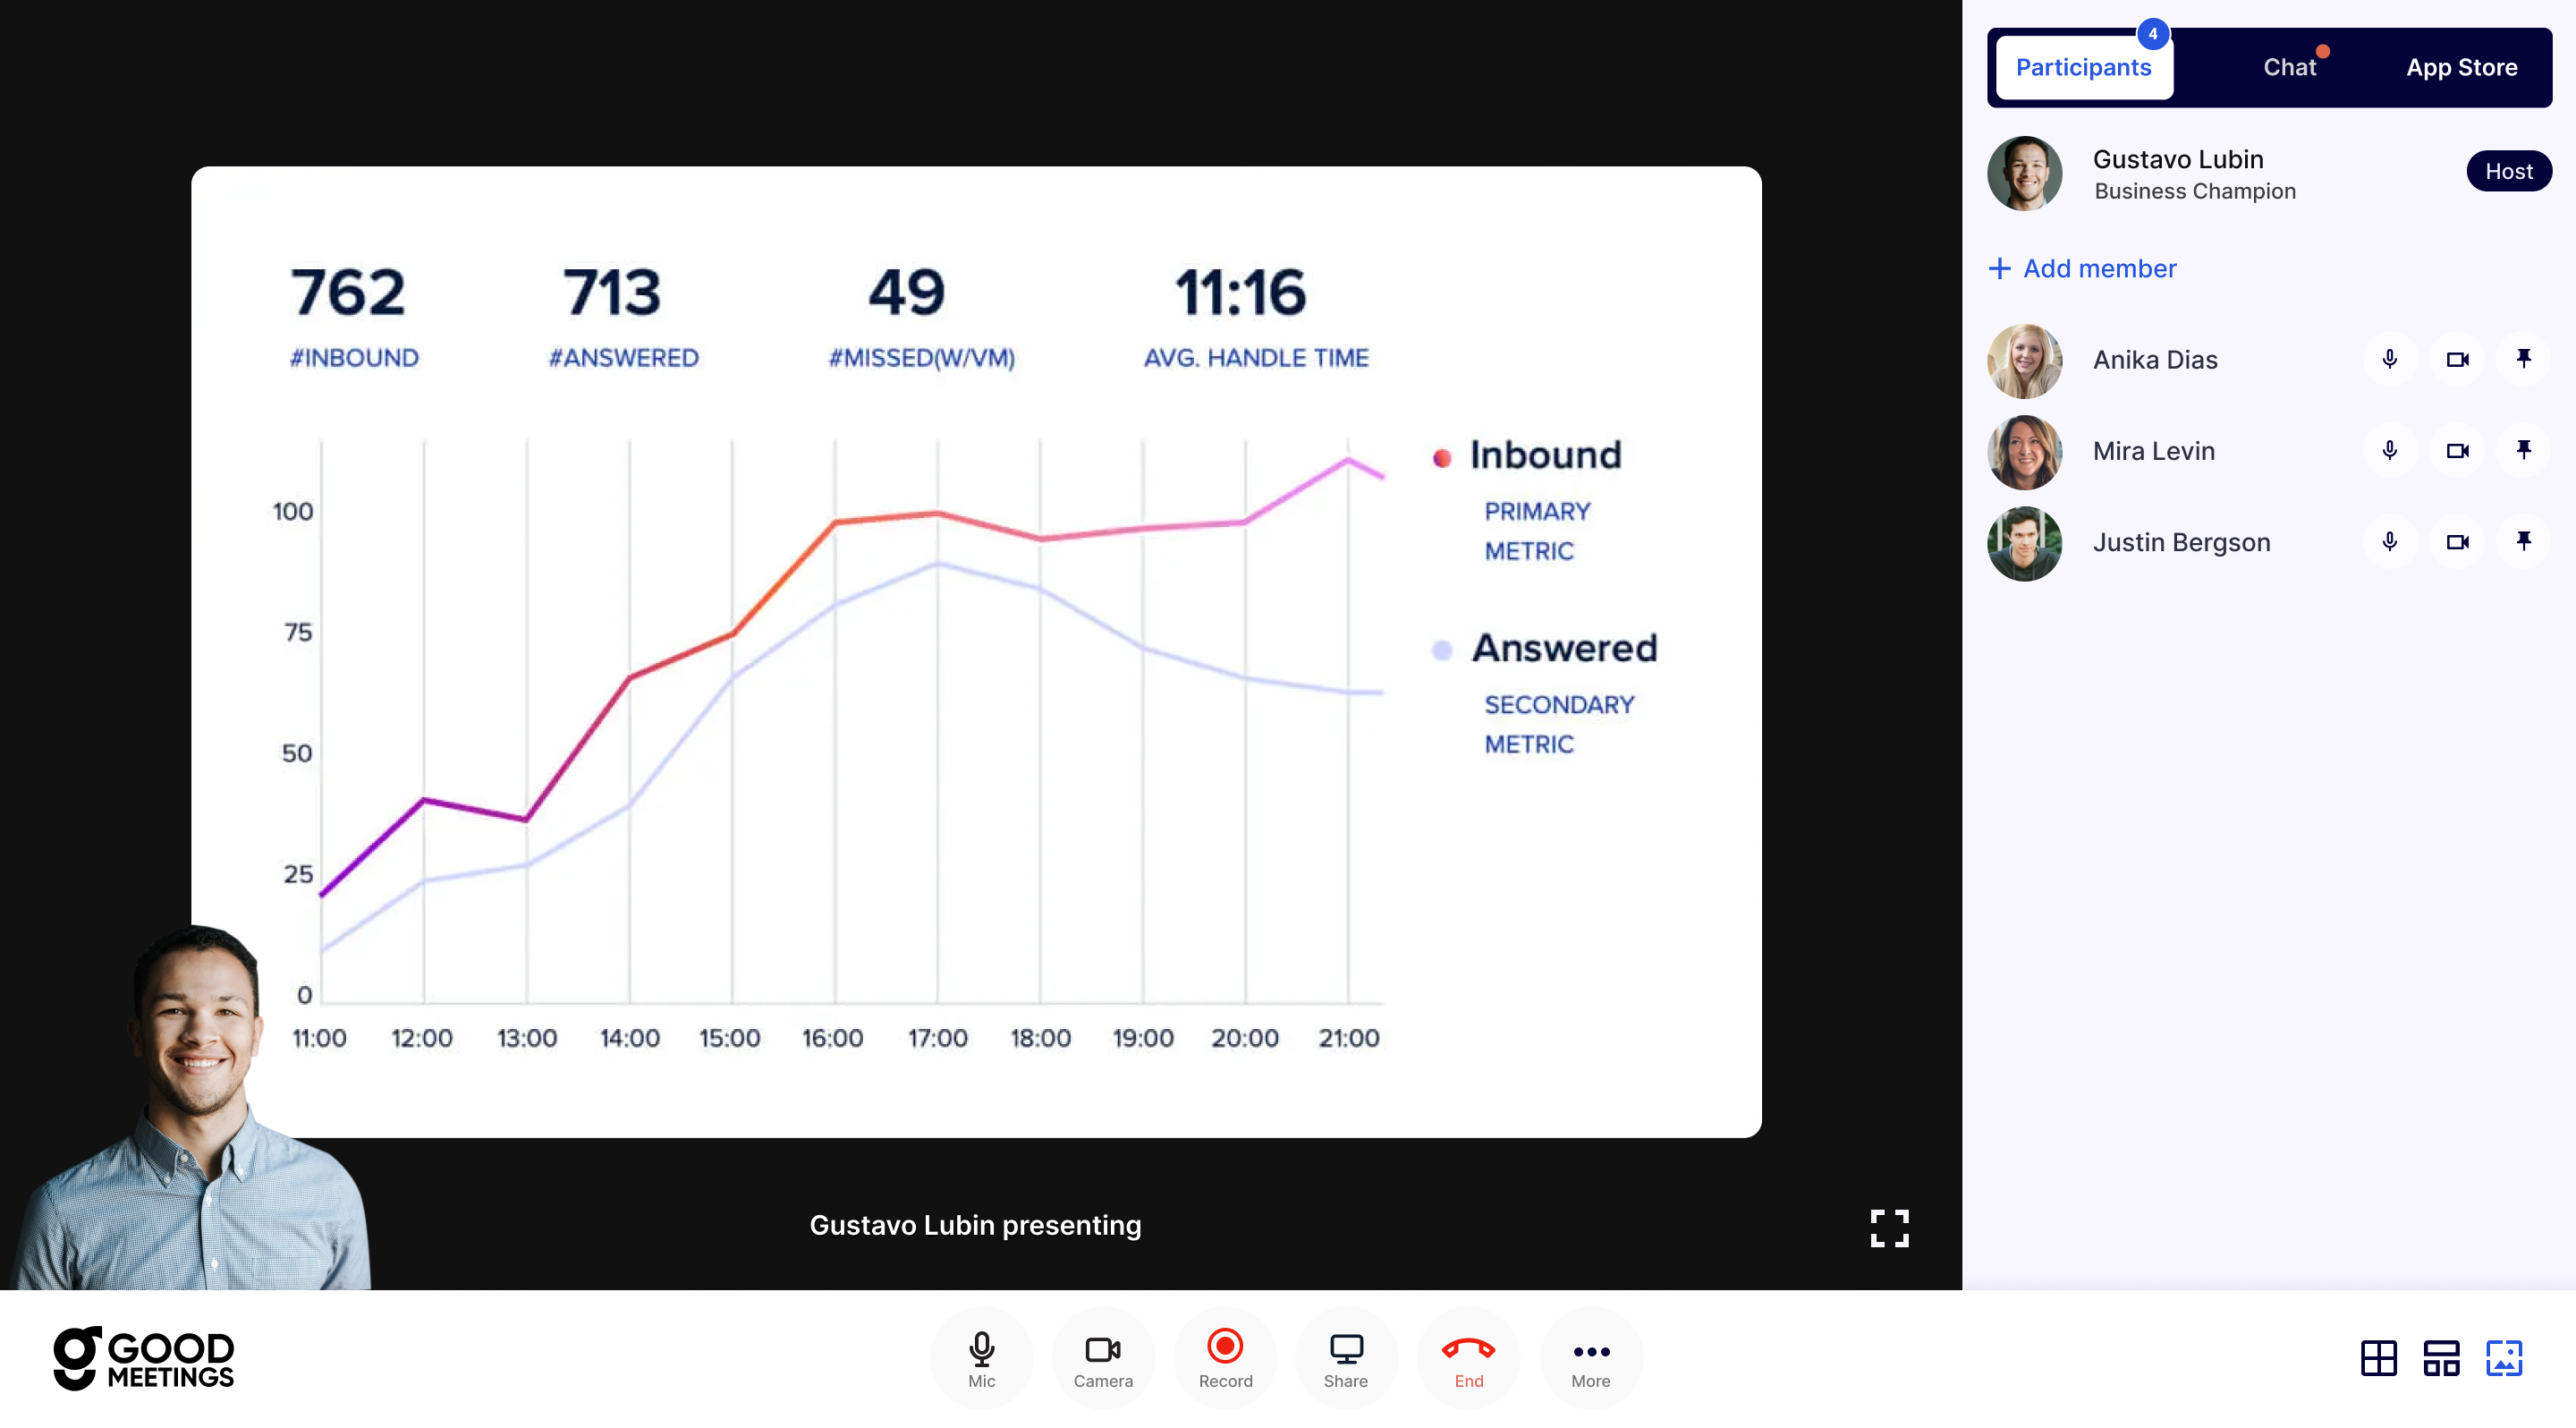 762
713
49
11:16
#INBOUND
#ANSWERED
#MISSED(W/VM)
AVG. HANDLE TIME
Inbound
PRIMARY
METRIC
Answered
SECONDARY
METRIC
100
75
50
25
0
11:00
12:00
13:00
14:00
15:00
16:00
17:00
18:00
19:00
20:00
21:00
Gustavo Lubin presenting
Participants
4
Chat
App Store
Gustavo Lubin
Business Champion
Host
+ Add member
Anika Dias
Mira Levin
Justin Bergson
GOOD
MEETINGS
Mic
Camera
Record
Share
End
More